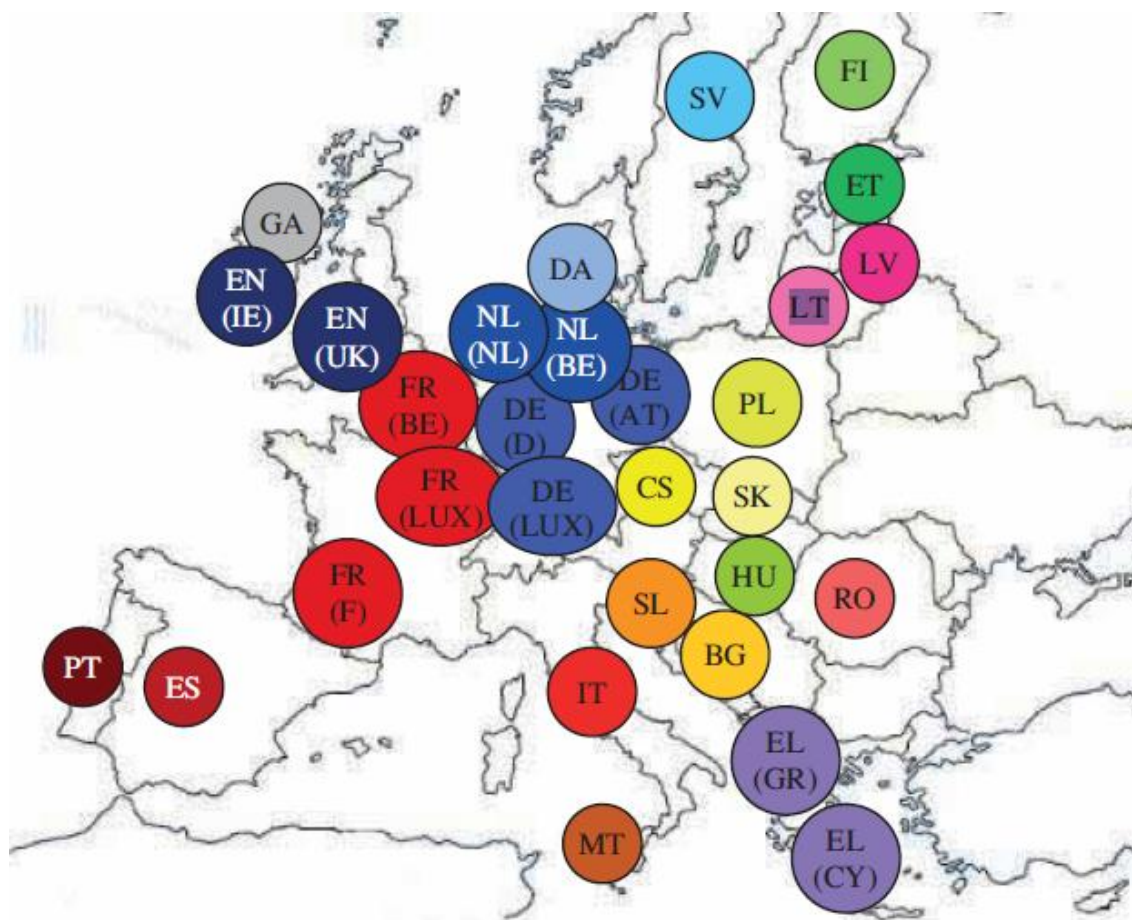 SV
FI
ET
GA
LV
DA
EN
(IE)
LT
EN
(UK)
NL
(NL)
NL
(BE)
FR
(BE)
DE
(D)
DE
(AT)
PL
FR
(LUX)
DE
(LUX)
CS
SK
HU
FR
(F)
SL
RO
BG
PT
ES
IT
EL
(GR)
MT
EL
(CY)